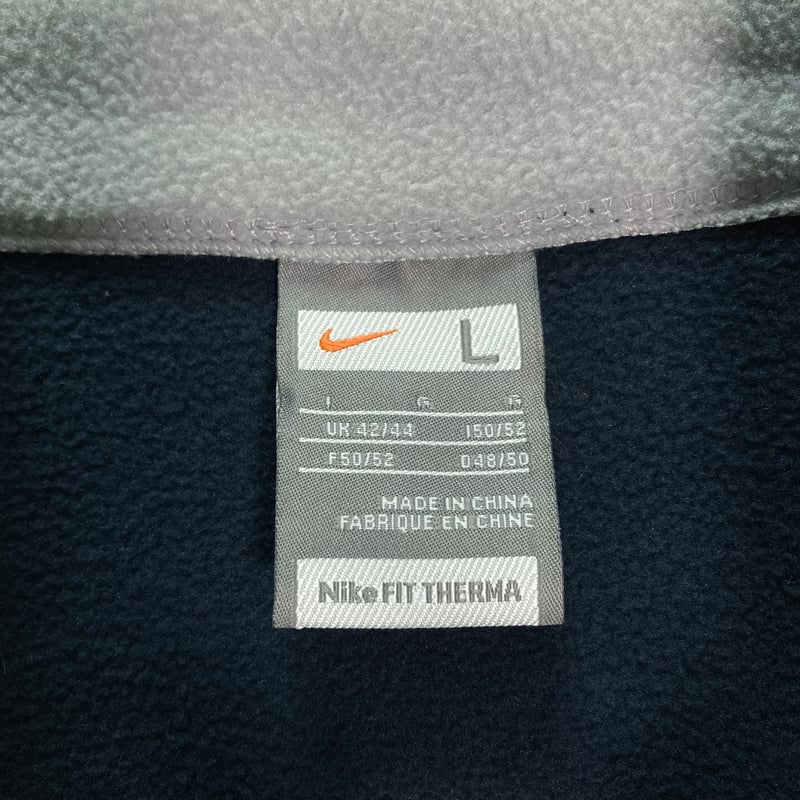 L
UK 42/44 I50/52
F50/52 D48/50
MADE IN CHINA
FABRIQUE EN CHINE
Nike FIT THERMA